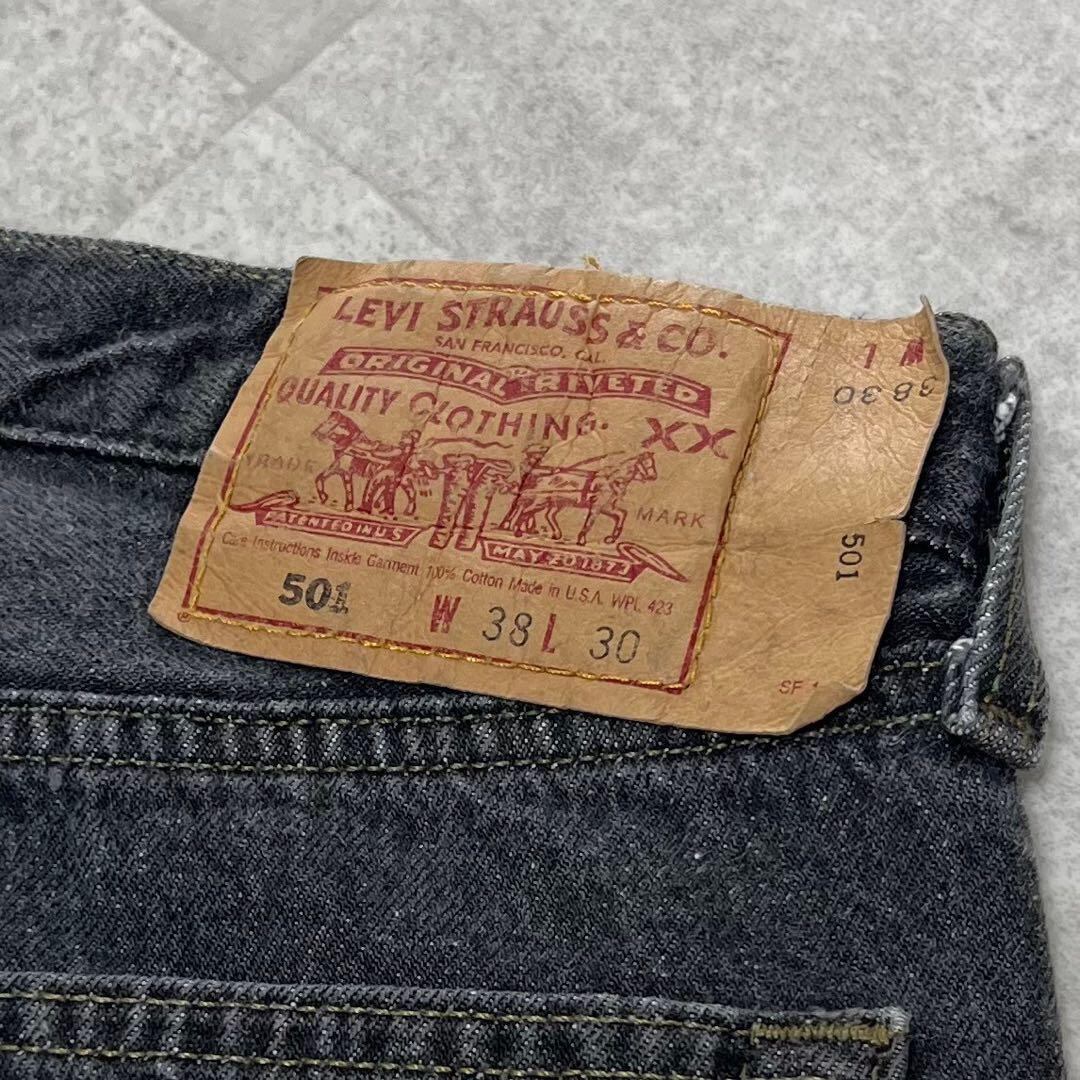 LEVI STRAUSS & CO.
SAN FRANCISCO, CAL.
ORIGINAL RIVETED
QUALITY CLOTHING.
XX
TRADE MARK
PATENTED IN U S
MAY 20 1873
Care Instructions Inside Garment 100% Cotton Made in U.S.A. WPL 423
501 W 38 L 30
L W
38 30
501
SF